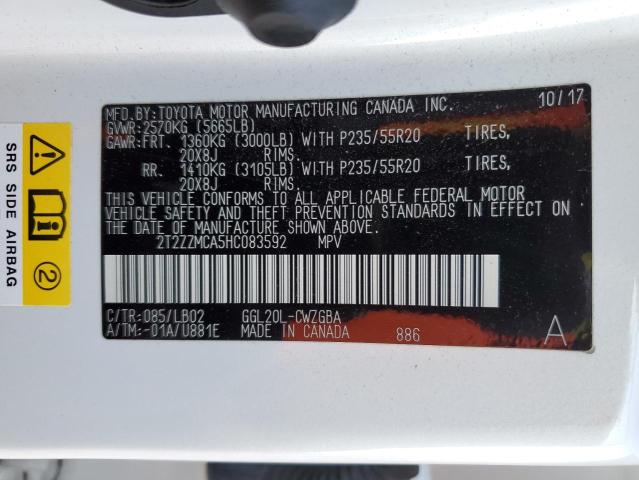 MFD.BY:TOYOTA MOTOR MANUFACTURING CANADA INC. 10/17
GVWR:2570KG (5665LB)
GAWR:FRT. 1360KG (3000LB) WITH P235/55R20 TIRES,
20X8J RIMS.
RR. 1410KG (3105LB) WITH P235/55R20 TIRES,
20X8J RIMS.
THIS VEHICLE CONFORMS TO ALL APPLICABLE FEDERAL MOTOR
VEHICLE SAFETY AND THEFT PREVENTION STANDARDS IN EFFECT ON
THE DATE OF MANUFACTURE SHOWN ABOVE.
2T2ZZMCA5HC083592 MPV
C/TR:085/LB02 GGL20L-CWZGBA
A/TM:-01A/U881E MADE IN CANADA 886 A
SRS SIDE AIRBAG
2